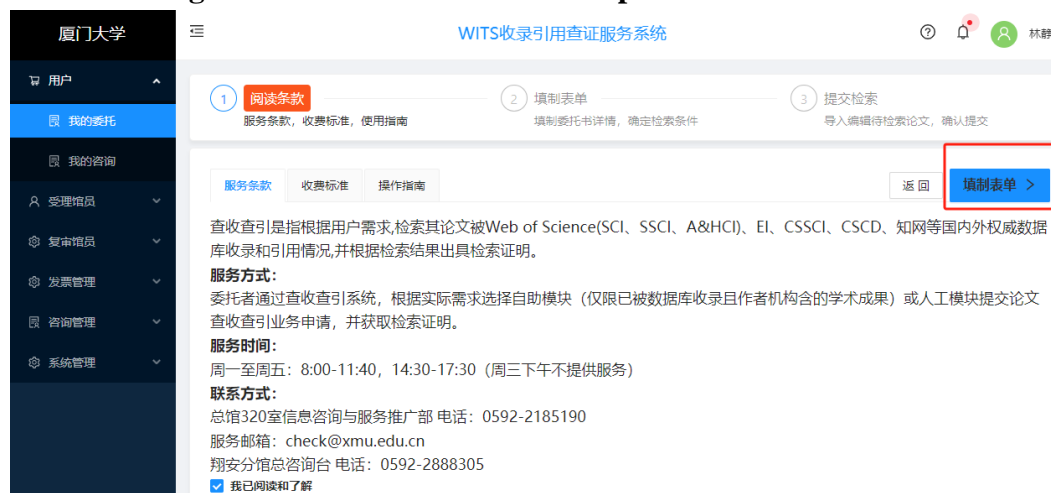 厦门大学
WITS收录引用查证服务系统
林静
用户
我的委托
我的咨询
受理馆员
复审馆员
发票管理
咨询管理
系统管理
1 阅读条款
服务条款，收费标准，使用指南
2 填制表单
填制委托书详情，确定检索条件
3 提交检索
导入编辑待检索论文，确认提交
服务条款 收费标准 操作指南
返 回 填制表单 >
查收查引是指根据用户需求,检索其论文被Web of Science(SCI、SSCI、A&HCI)、EI、CSSCI、CSCD、知网等国内外权威数据
库收录和引用情况,并根据检索结果出具检索证明。
服务方式：
委托者通过查收查引系统，根据实际需求选择自助模块（仅限已被数据库收录且作者机构含的学术成果）或人工模块提交论文
查收查引业务申请，并获取检索证明。
服务时间：
周一至周五：8:00-11:40，14:30-17:30（周三下午不提供服务）
联系方式：
总馆320室信息咨询与服务推广部 电话：0592-2185190
服务邮箱：check@xmu.edu.cn
翔安分馆总咨询台 电话：0592-2888305
我已阅读和了解